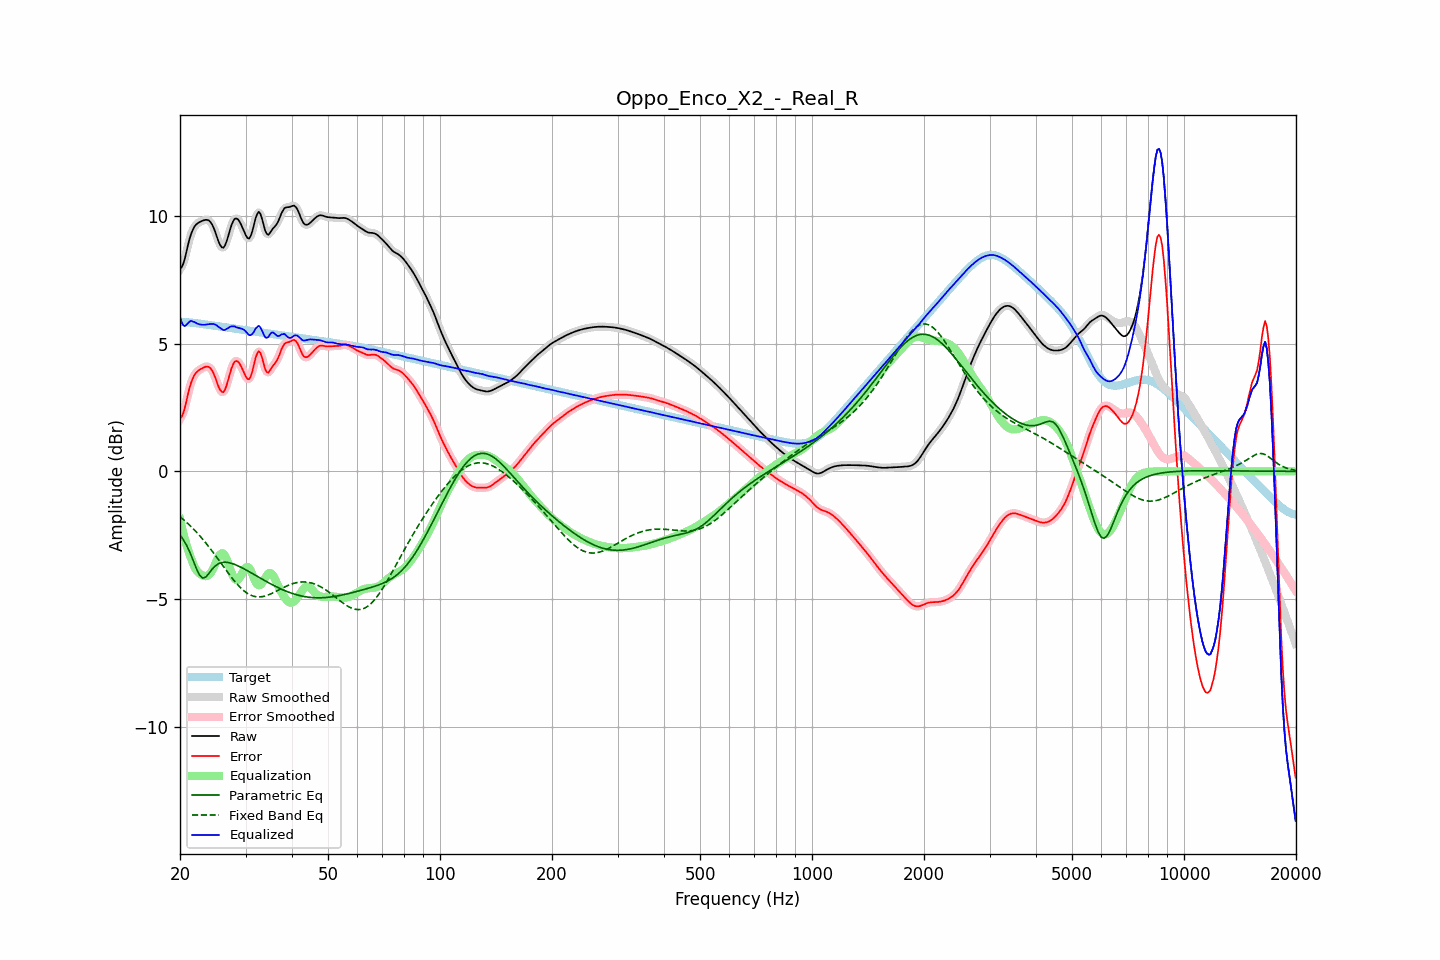 Oppo_Enco_X2_-_Real_R
Amplitude (dBr)
10
5
0
−5
−10
Target
Raw Smoothed
Error Smoothed
Raw
Error
Equalization
Parametric Eq
Fixed Band Eq
Equalized
20 50 100 200 500 1000 2000 5000 10000 20000
Frequency (Hz)